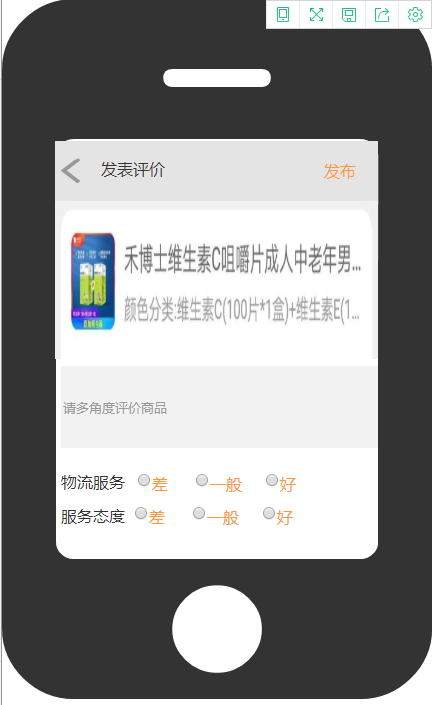 发表评价 发布
禾博士维生素C咀嚼片成人中老年男...
颜色分类:维生素C(100片*1盒)+维生素E(1...
请多角度评价商品
物流服务 差 一般 好
服务态度 差 一般 好